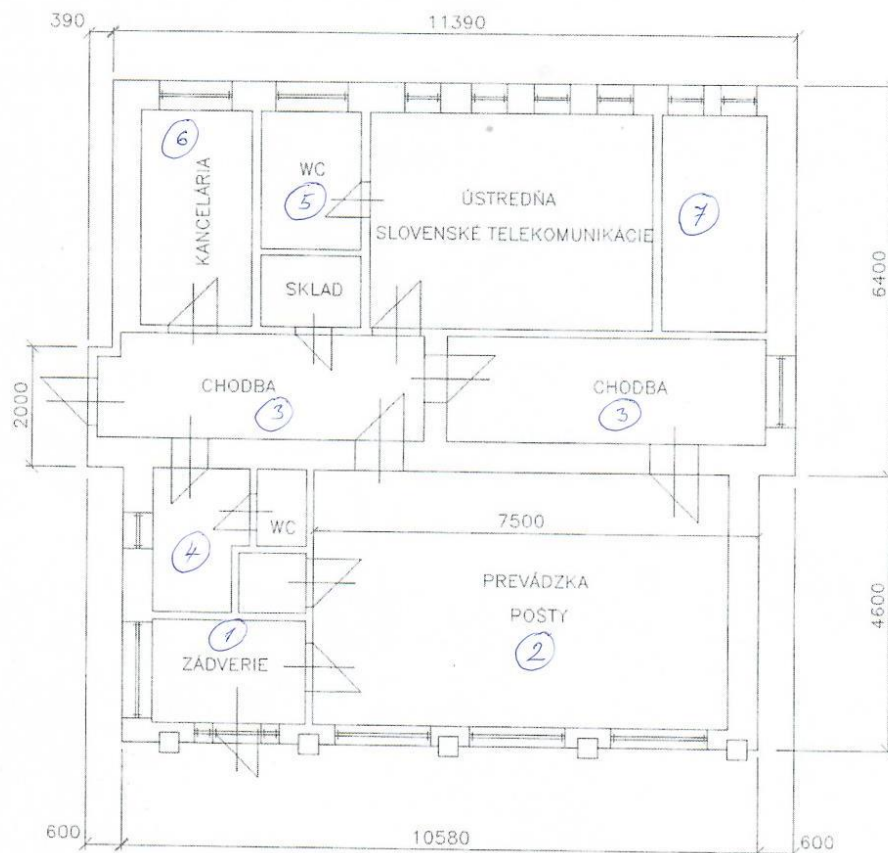 390
11390
6
KANCELÁRIA
WC
5
ÚSTREDŇA
SLOVENSKÉ TELEKOMUNIKÁCIE
7
6400
SKLAD
2000
CHODBA
3
CHODBA
3
4
WC
7500
PREVÁDZKA
POŠTY
2
1
ZÁDVERIE
4600
600
10580
600